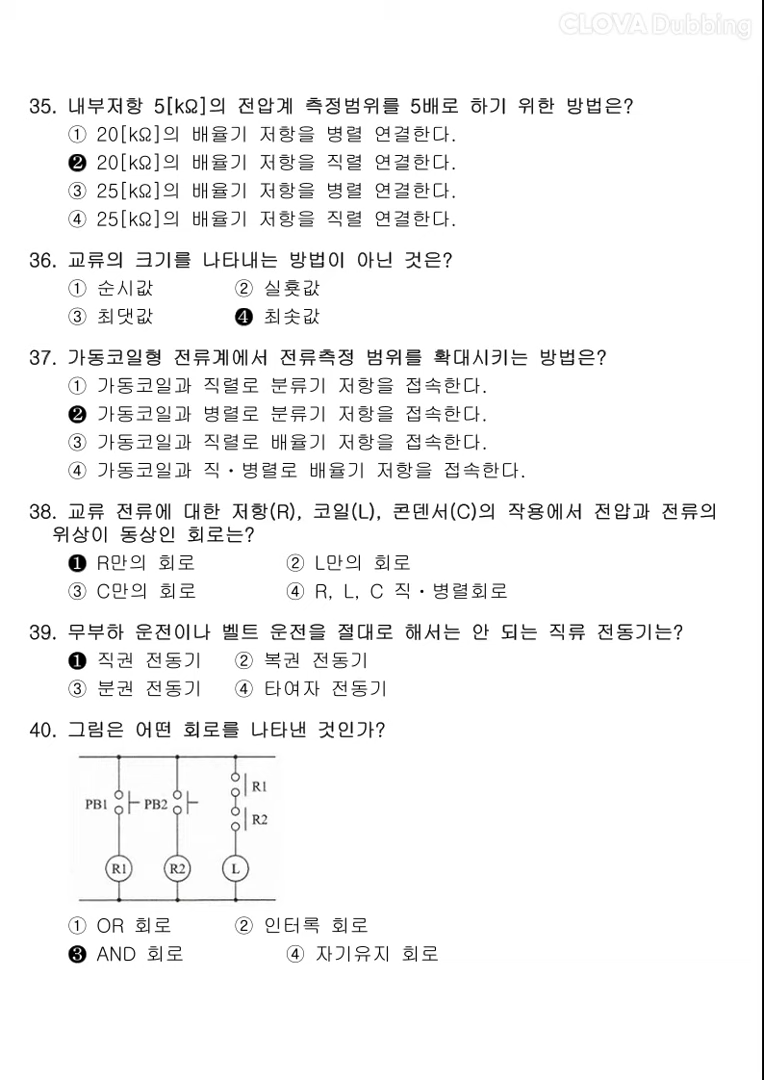 CLOVA Dubbing
35. 내부저항 5[kΩ]의 전압계 측정범위를 5배로 하기 위한 방법은?
① 20[kΩ]의 배율기 저항을 병렬 연결한다.
❷ 20[kΩ]의 배율기 저항을 직렬 연결한다.
③ 25[kΩ]의 배율기 저항을 병렬 연결한다.
④ 25[kΩ]의 배율기 저항을 직렬 연결한다.
36. 교류의 크기를 나타내는 방법이 아닌 것은?
① 순시값 ② 실횻값
③ 최댓값 ❹ 최솟값
37. 가동코일형 전류계에서 전류측정 범위를 확대시키는 방법은?
① 가동코일과 직렬로 분류기 저항을 접속한다.
❷ 가동코일과 병렬로 분류기 저항을 접속한다.
③ 가동코일과 직렬로 배율기 저항을 접속한다.
④ 가동코일과 직·병렬로 배율기 저항을 접속한다.
38. 교류 전류에 대한 저항(R), 코일(L), 콘덴서(C)의 작용에서 전압과 전류의
위상이 동상인 회로는?
❶ R만의 회로 ② L만의 회로
③ C만의 회로 ④ R, L, C 직·병렬회로
39. 무부하 운전이나 벨트 운전을 절대로 해서는 안 되는 직류 전동기는?
❶ 직권 전동기 ② 복권 전동기
③ 분권 전동기 ④ 타여자 전동기
40. 그림은 어떤 회로를 나타낸 것인가?
R1
PB1 PB2
R2
R1 R2 L
① OR 회로 ② 인터록 회로
❸ AND 회로 ④ 자기유지 회로